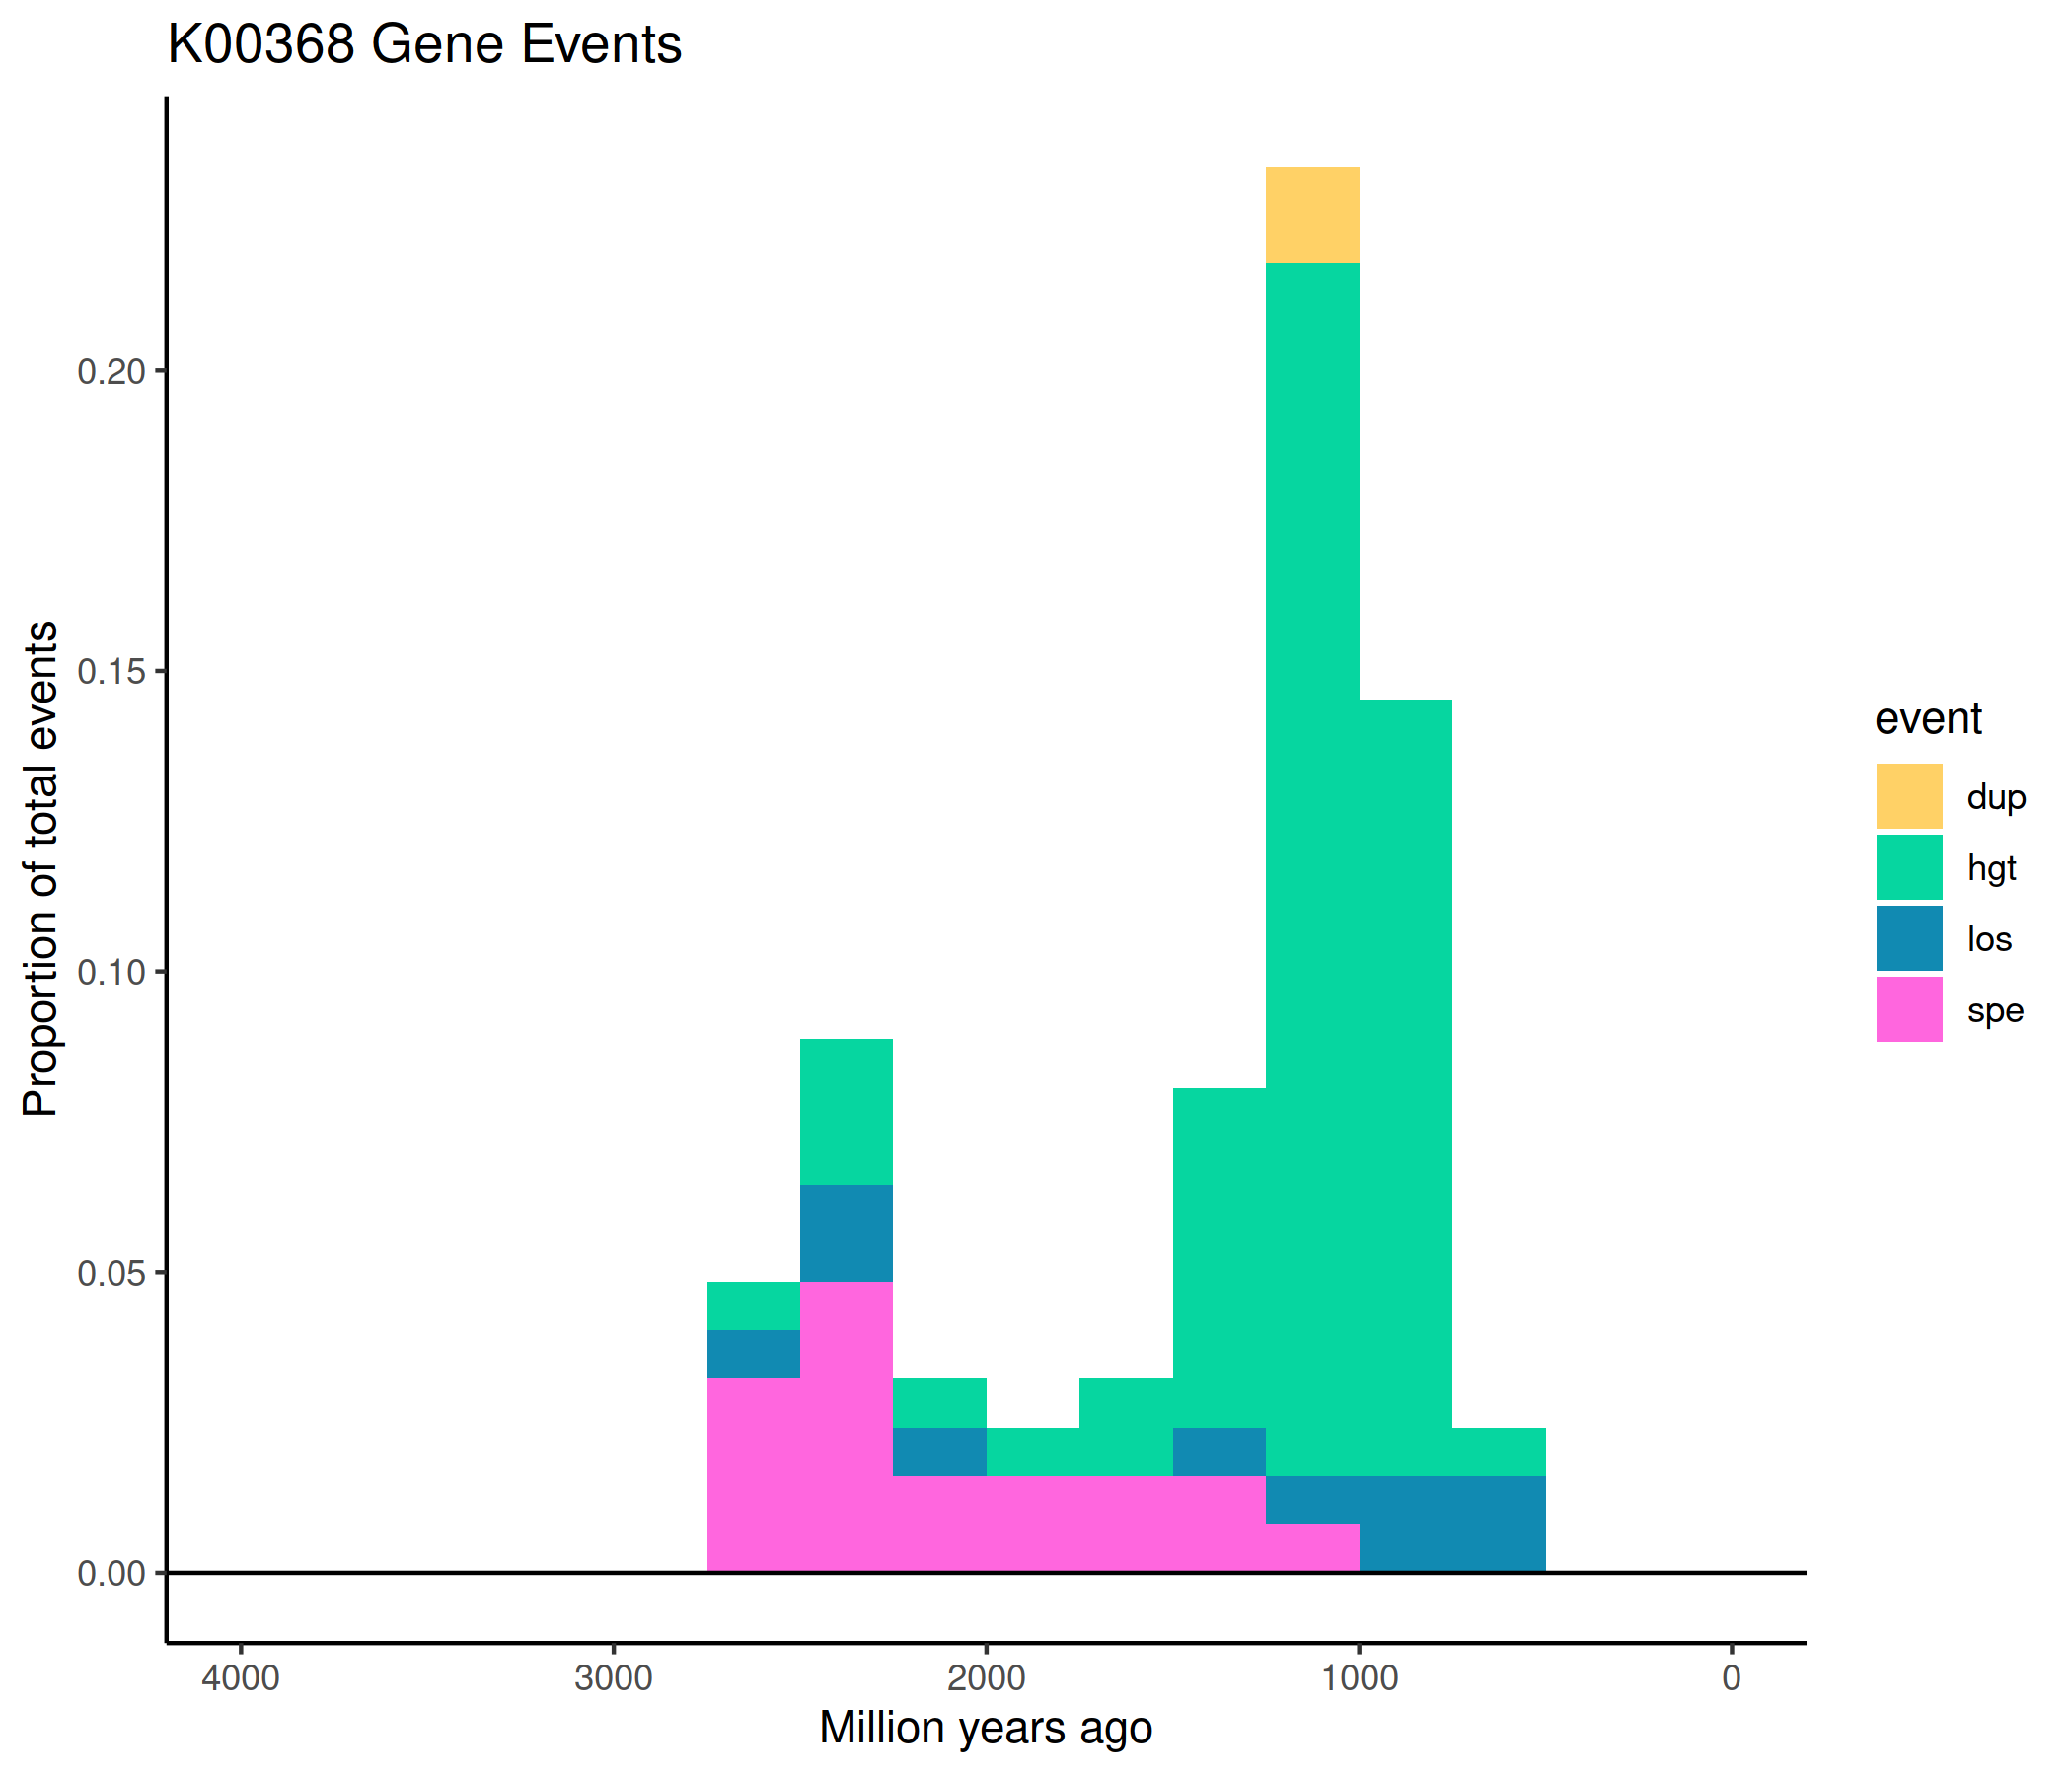 K00368 Gene Events
Proportion of total events
0.20
0.15
0.10
0.05
0.00
4000 3000 2000 1000 0
Million years ago
event
dup
hgt
los
spe